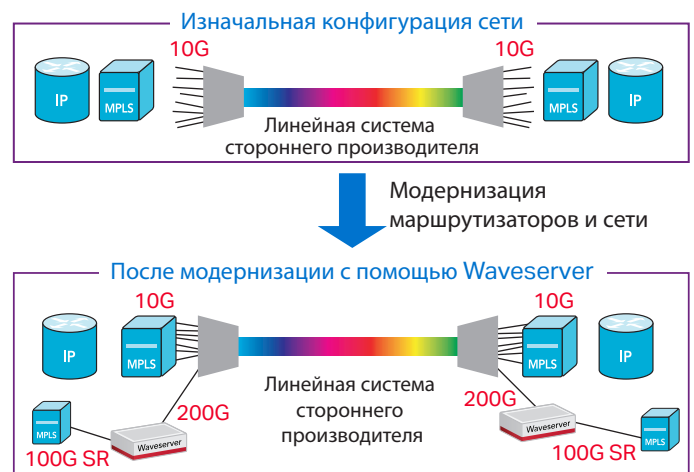 Изначальная конфигурация сети
10G
10G
IP
MPLS
MPLS
IP
Линейная система
стороннего производителя
Модернизация
маршрутизаторов и сети
После модернизации с помощью Waveserver
10G
10G
IP
MPLS
MPLS
IP
Линейная система
стороннего
производителя
200G
200G
MPLS
Waveserver
Waveserver
MPLS
100G SR
100G SR